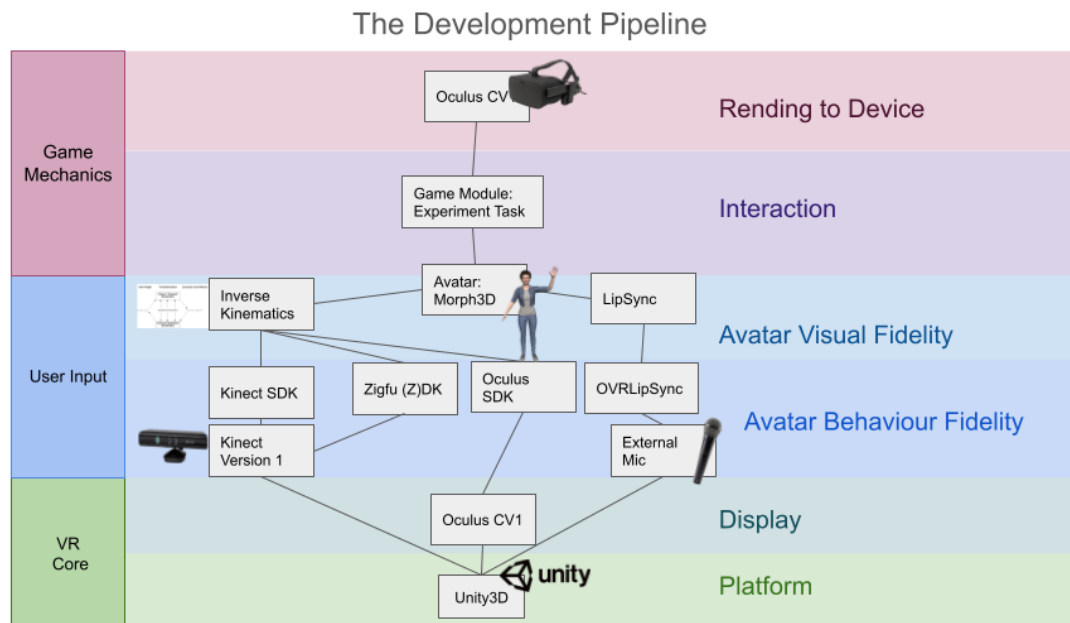 The Development Pipeline
Oculus CV
Rending to Device
Game
Mechanics
Game Module:
Experiment Task
Interaction
Avatar:
Morph3D
Inverse
Kinematics
LipSync
Avatar Visual Fidelity
User Input
Kinect SDK
Zigfu (Z)DK
Oculus
SDK
OVRLipSync
Avatar Behaviour Fidelity
Kinect
Version 1
External
Mic
VR
Core
Oculus CV1
Display
unity
Unity3D
Platform